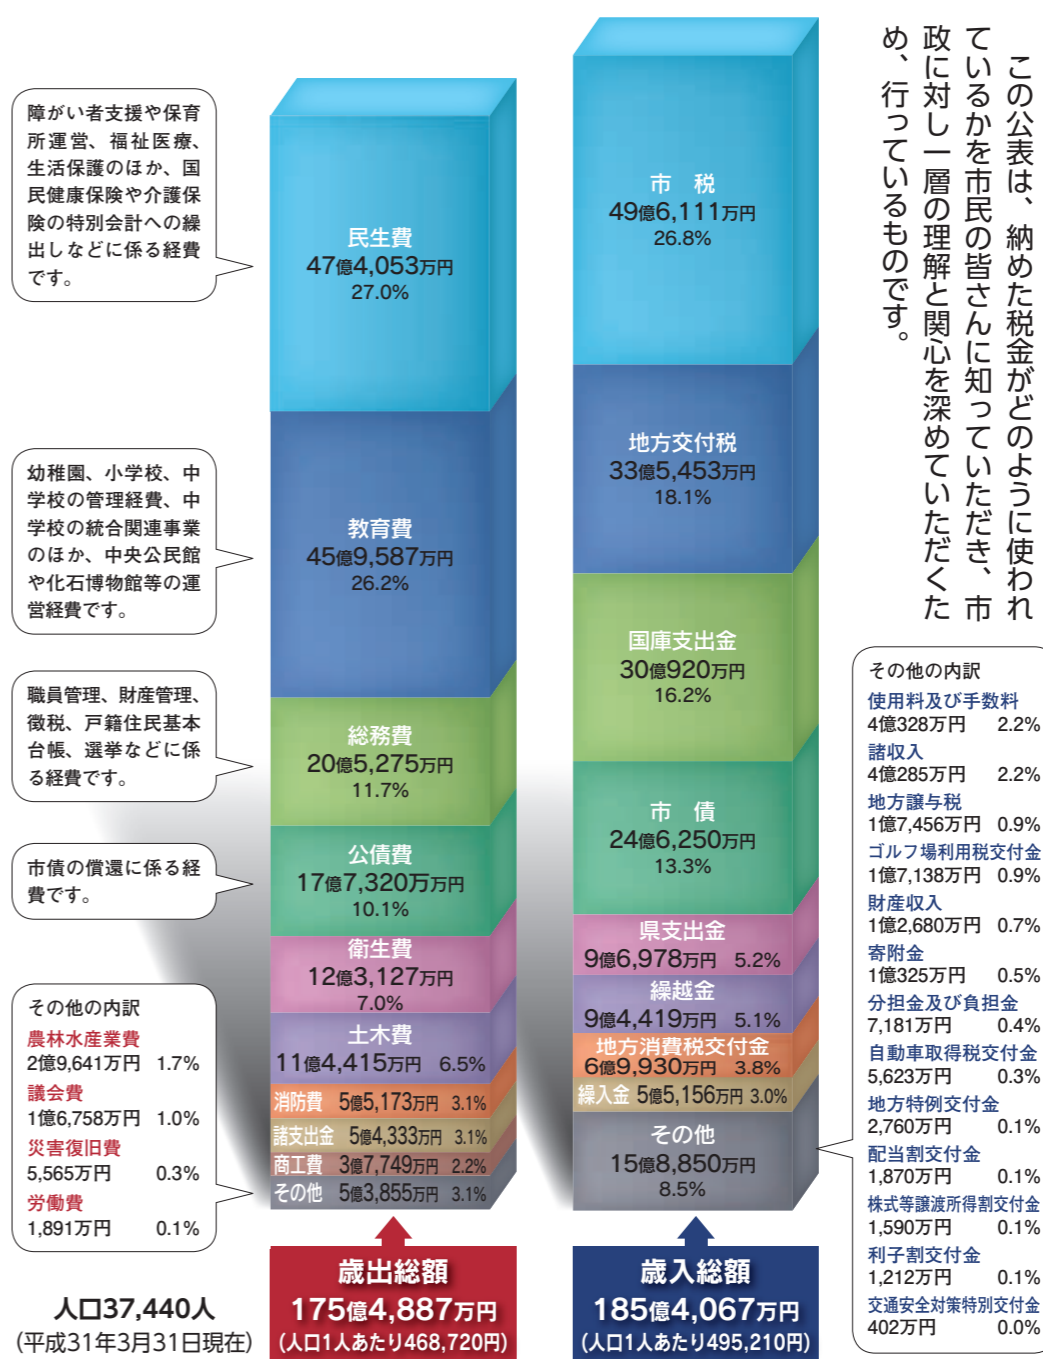 この公表は、納めた税金がどのように使われ
ているかを市民の皆さんに知っていただき、市
政に対し一層の理解と関心を深めていただくた
め、行っているものです。
障がい者支援や保育
所運営、福祉医療、
生活保護のほか、国
民健康保険や介護保
険の特別会計への繰
出しなどに係る経費
です。
幼稚園、小学校、中
学校の管理経費、中
学校の統合関連事業
のほか、中央公民館
や化石博物館等の運
営経費です。
職員管理、財産管理、
徴税、戸籍住民基本
台帳、選挙などに係
る経費です。
市債の償還に係る経
費です。
その他の内訳
農林水産業費
2億9,641万円 1.7%
議会費
1億6,758万円 1.0%
災害復旧費
5,565万円 0.3%
労働費
1,891万円 0.1%
人口37,440人
(平成31年3月31日現在)
民生費
47億4,053万円
27.0%
教育費
45億9,587万円
26.2%
総務費
20億5,275万円
11.7%
公債費
17億7,320万万円
10.1%
衛生費
12億3,127万円
7.0%
土木費
11億4,415万円 6.5%
消防費 5億5,173万円 3.1%
諸支出金 5億4,333万円 3.1%
商工費 3億7,749万円 2.2%
その他 5億3,855万円 3.1%
歳出総額
175億4,887万円
(人口1人あたり468,720円)
市 税
49億6,111万円
26.8%
地方交付税
33億5,453万円
18.1%
国庫支出金
30億920万円
16.2%
市 債
24億6,250万円
13.3%
県支出金
9億6,978万円 5.2%
繰越金
9億4,419万円 5.1%
地方消費税交付金
6億9,930万円 3.8%
繰入金 5億5,156万円 3.0%
その他
15億8,850万円
8.5%
歳入総額
185億4,067万円
(人口1人あたり495,210円)
その他の内訳
使用料及び手数料
4億328万円 2.2%
諸収入
4億285万円 2.2%
地方譲与税
1億7,456万円 0.9%
ゴルフ場利用税交付金
1億7,138万円 0.9%
財産収入
1億2,680万円 0.7%
寄附金
1億325万円 0.5%
分担金及び負担金
7,181万円 0.4%
自動車取得税交付金
5,623万円 0.3%
地方特例交付金
2,760万円 0.1%
配当割交付金
1,870万円 0.1%
株式等譲渡所得割交付金
1,590万円 0.1%
利子割交付金
1,212万円 0.1%
交通安全対策特別交付金
402万円 0.0%